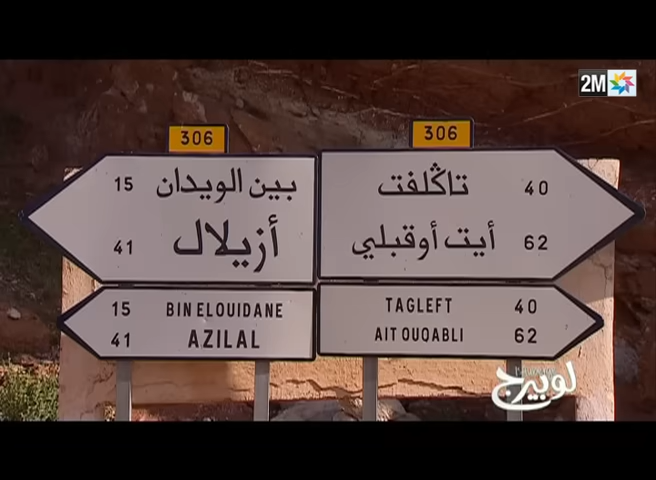 2M
306
306
15 بين الويدان
41 أزيلال
تاڭلفت 40
أيت أوقبلي 62
15 BIN ELOUIDANE
41 AZILAL
TAGLEFT 40
AIT OUQABLI 62
لوبيرج